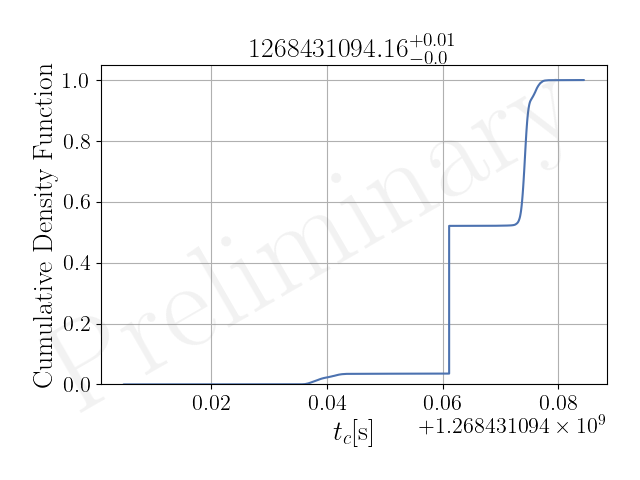 1268431094.16$^{+0.01}_{-0.0}$
Cumulative Density Function
1.0
0.8
0.6
0.4
0.2
0.0
Preliminary
0.02 0.04 0.06 0.08
$t_c$[s]
+1.268431094 × 10$^9$